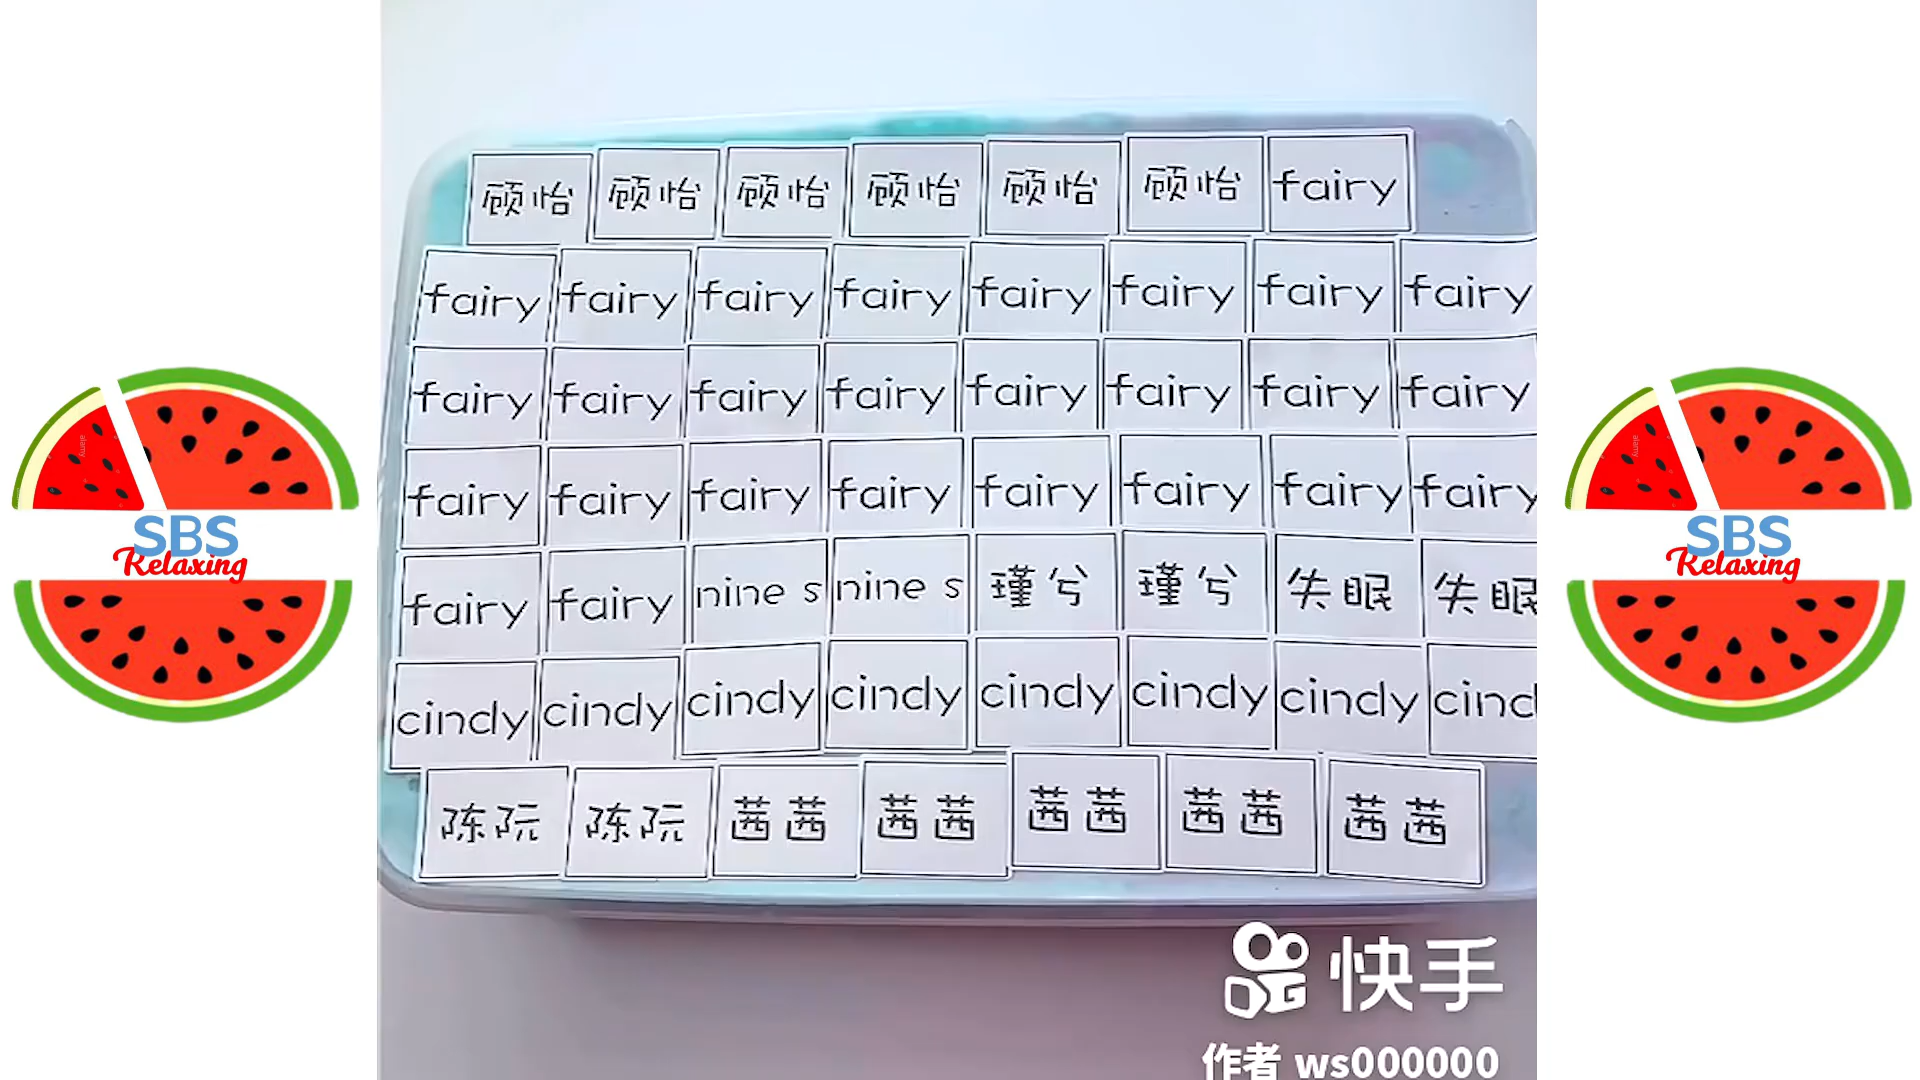 顾怡 顾怡 顾怡 顾怡 顾怡 顾怡 fairy
fairy fairy fairy fairy fairy fairy fairy fairy
fairy fairy fairy fairy fairy fairy fairy fairy
fairy fairy fairy fairy fairy fairy fairy fairy
fairy fairy nine s nine s 瑾兮 瑾兮 失眠 失眠
cindy cindy cindy cindy cindy cindy cindy cind
陈阮 陈阮 茜茜 茜茜 茜茜 茜茜 茜茜
SBS
Relaxing
SBS
Relaxing
快手
作者 ws000000